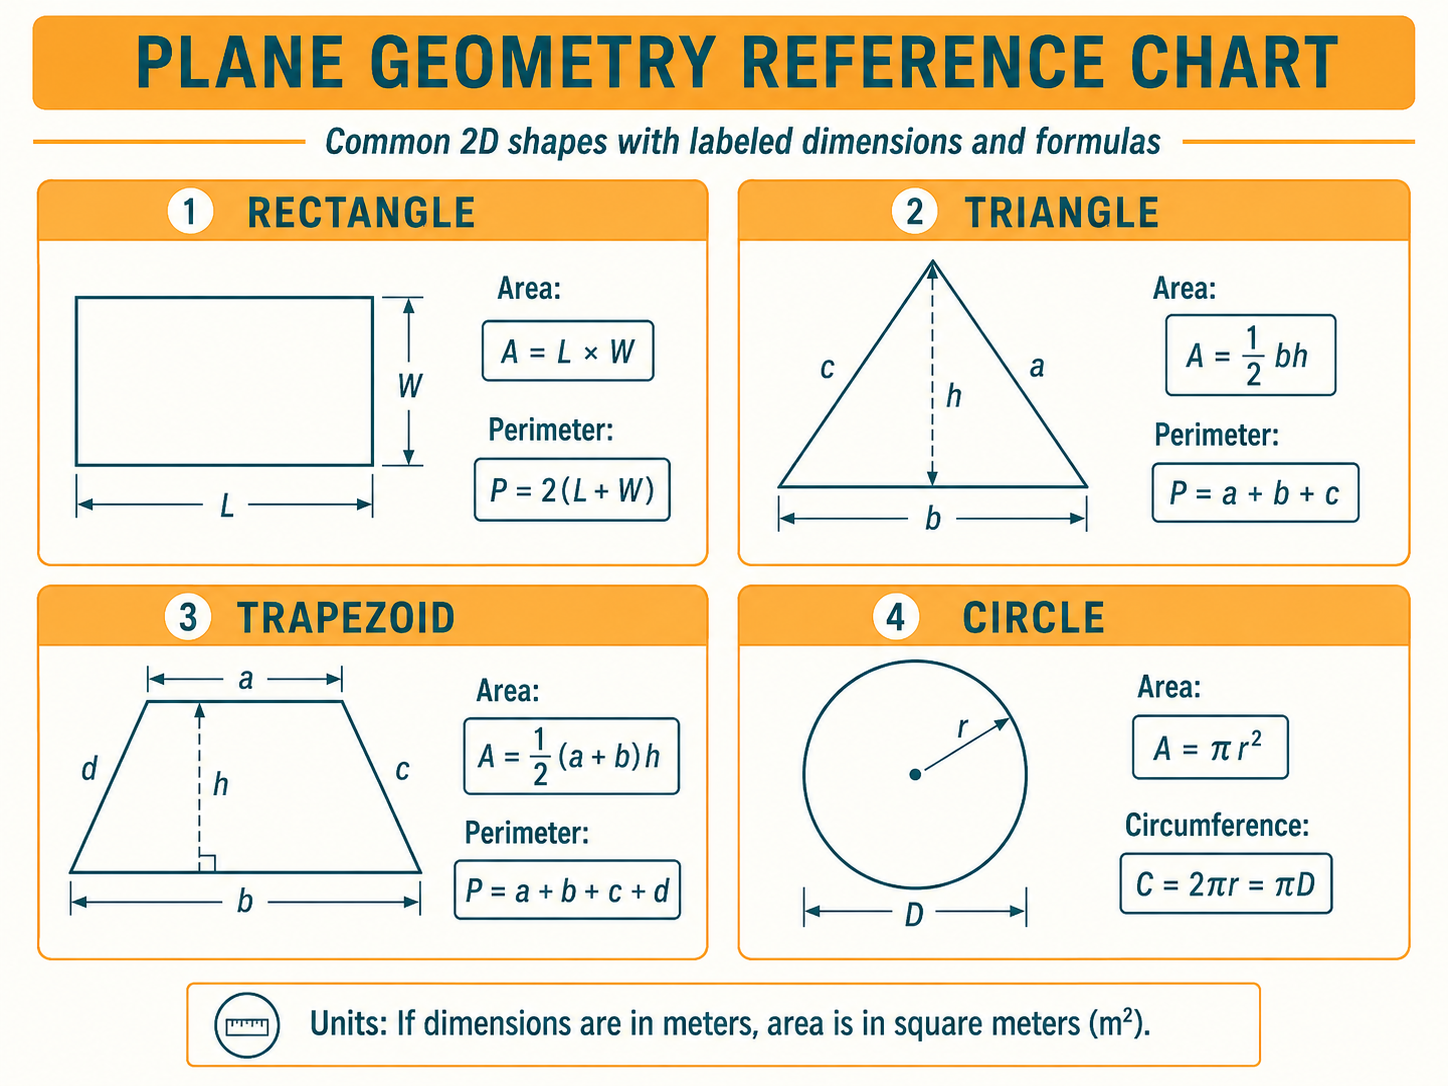 PLANE GEOMETRY REFERENCE CHART
Common 2D shapes with labeled dimensions and formulas
1 RECTANGLE
W
L
Area:
A = L × W
Perimeter:
P = 2(L + W)
2 TRIANGLE
c
a
h
b
Area:
A = 1/2 bh
Perimeter:
P = a + b + c
3 TRAPEZOID
a
d
h
c
b
Area:
A = 1/2 (a + b)h
Perimeter:
P = a + b + c + d
4 CIRCLE
r
D
Area:
A = π r²
Circumference:
C = 2πr = πD
Units: If dimensions are in meters, area is in square meters (m²).